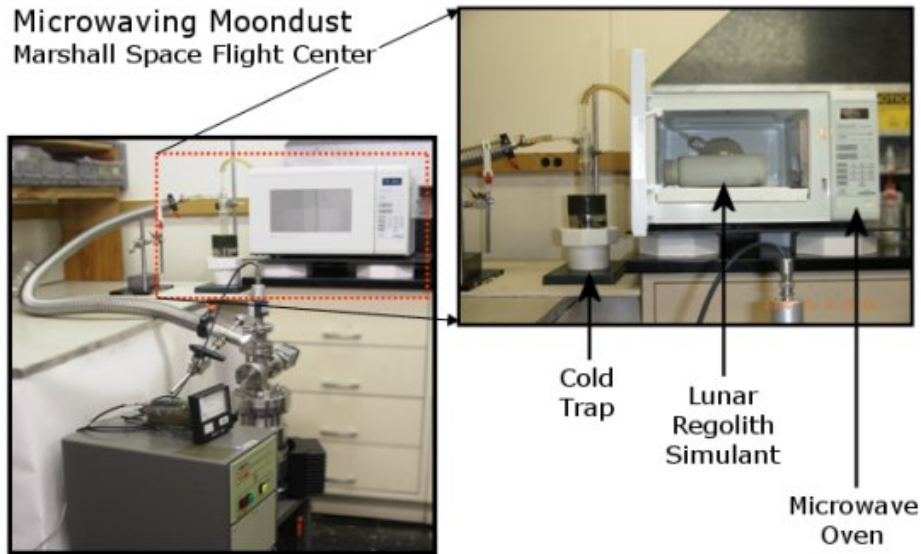 Microwaving Moondust
Marshall Space Flight Center
Cold
Trap
Lunar
Regolith
Simulant
Microwave
Oven